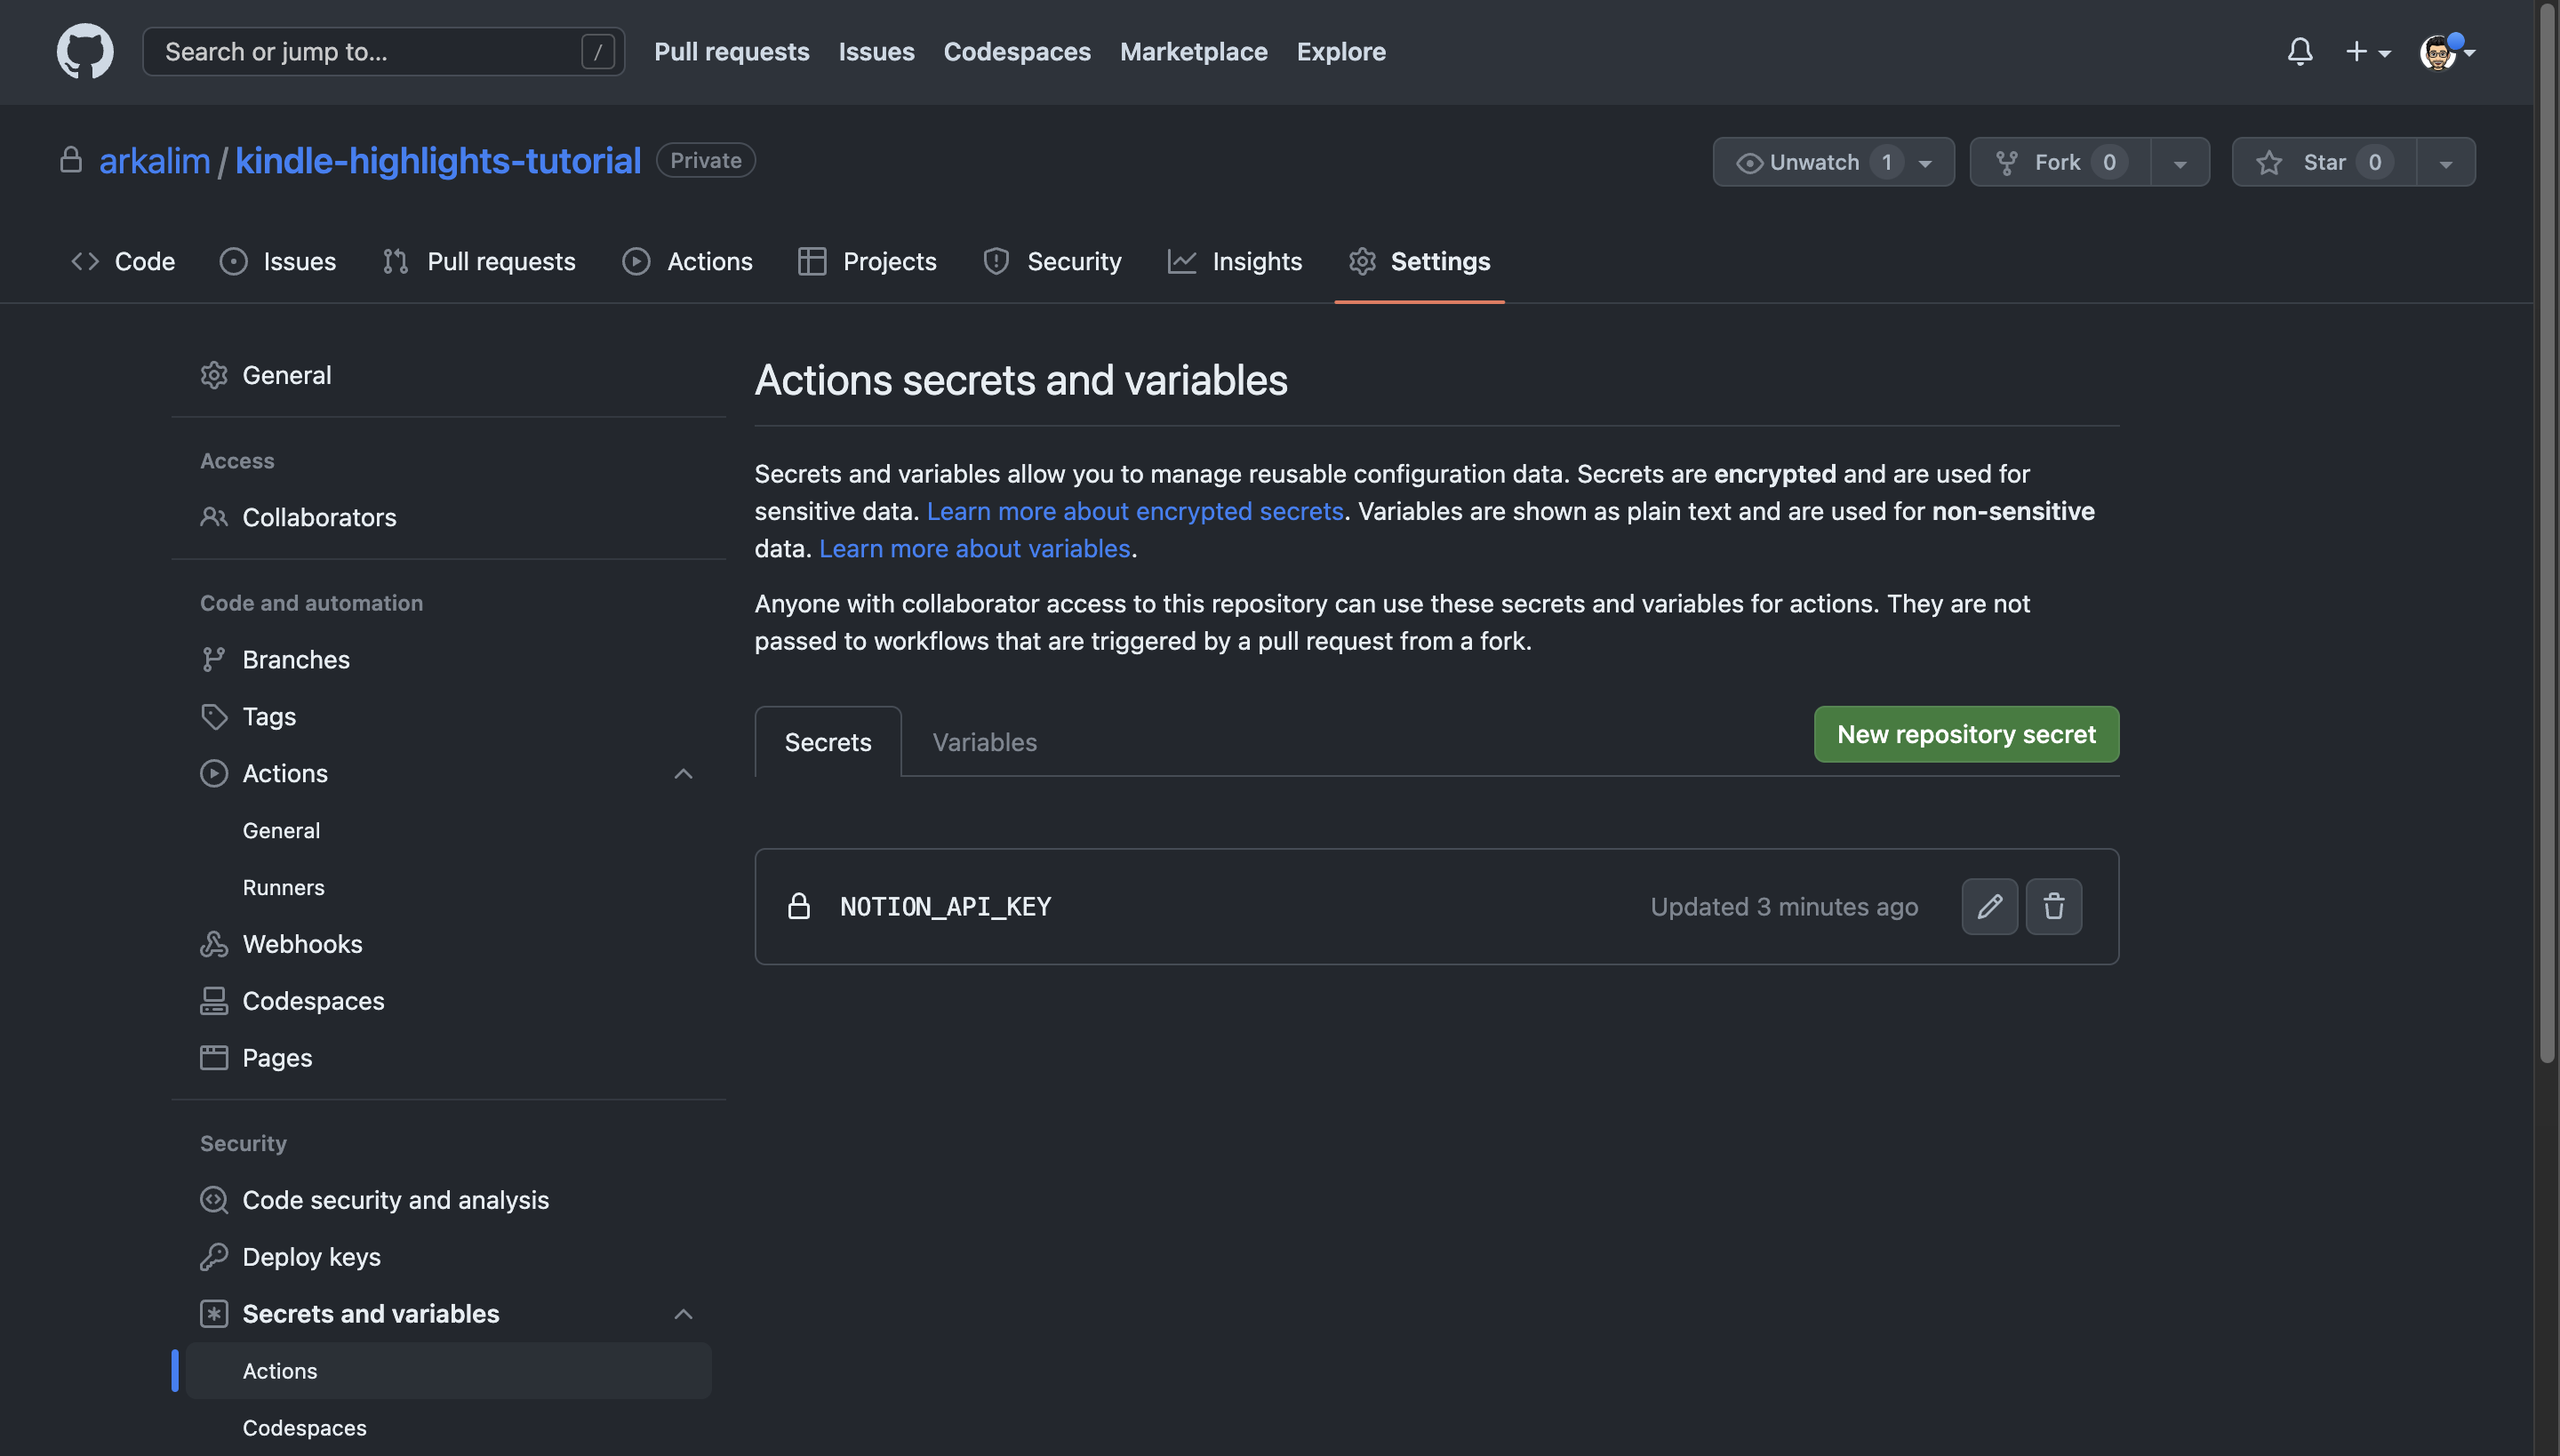 Search or jump to... /
Pull requests Issues Codespaces Marketplace Explore
arkalim / kindle-highlights-tutorial Private
Unwatch 1 Fork 0 Star 0
Code Issues Pull requests Actions Projects Security Insights Settings
General
Access
Collaborators
Code and automation
Branches
Tags
Actions
General
Runners
Webhooks
Codespaces
Pages
Security
Code security and analysis
Deploy keys
Secrets and variables
Actions
Codespaces
Actions secrets and variables
Secrets and variables allow you to manage reusable configuration data. Secrets are encrypted and are used for
sensitive data. Learn more about encrypted secrets. Variables are shown as plain text and are used for non-sensitive
data. Learn more about variables.
Anyone with collaborator access to this repository can use these secrets and variables for actions. They are not
passed to workflows that are triggered by a pull request from a fork.
Secrets Variables New repository secret
NOTION_API_KEY Updated 3 minutes ago